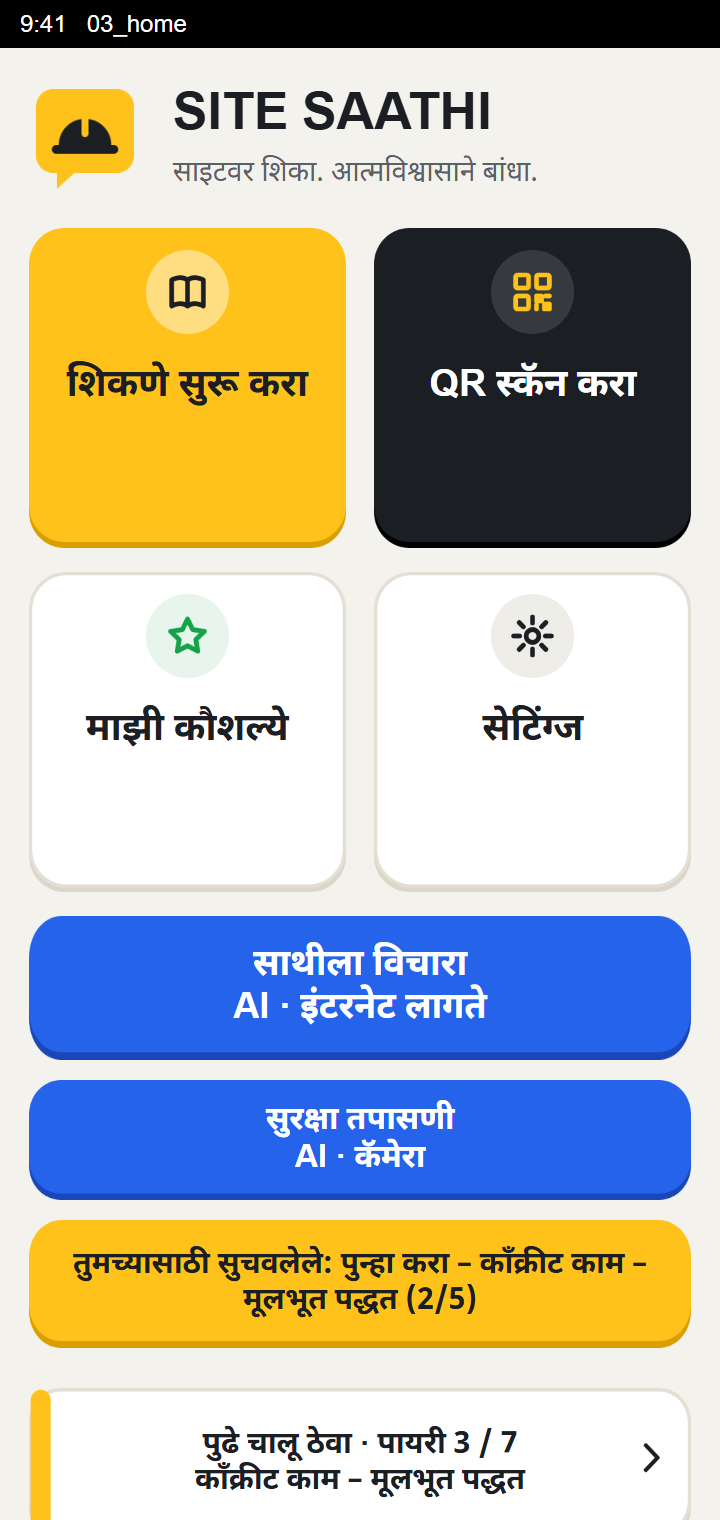 9:41 03_home
SITE SAATHI
साइटवर शिका. आत्मविश्वासाने बांधा.
शिकणे सुरू करा
QR स्कॅन करा
माझी कौशल्ये
सेटिंग्ज
साथीला विचारा
AI · इंटरनेट लागते
सुरक्षा तपासणी
AI · कॅमेरा
तुमच्यासाठी सुचवलेले: पुन्हा करा – काँक्रीट काम –
मूलभूत पद्धत (2/5)
पुढे चालू ठेवा · पायरी 3 / 7
काँक्रीट काम – मूलभूत पद्धत